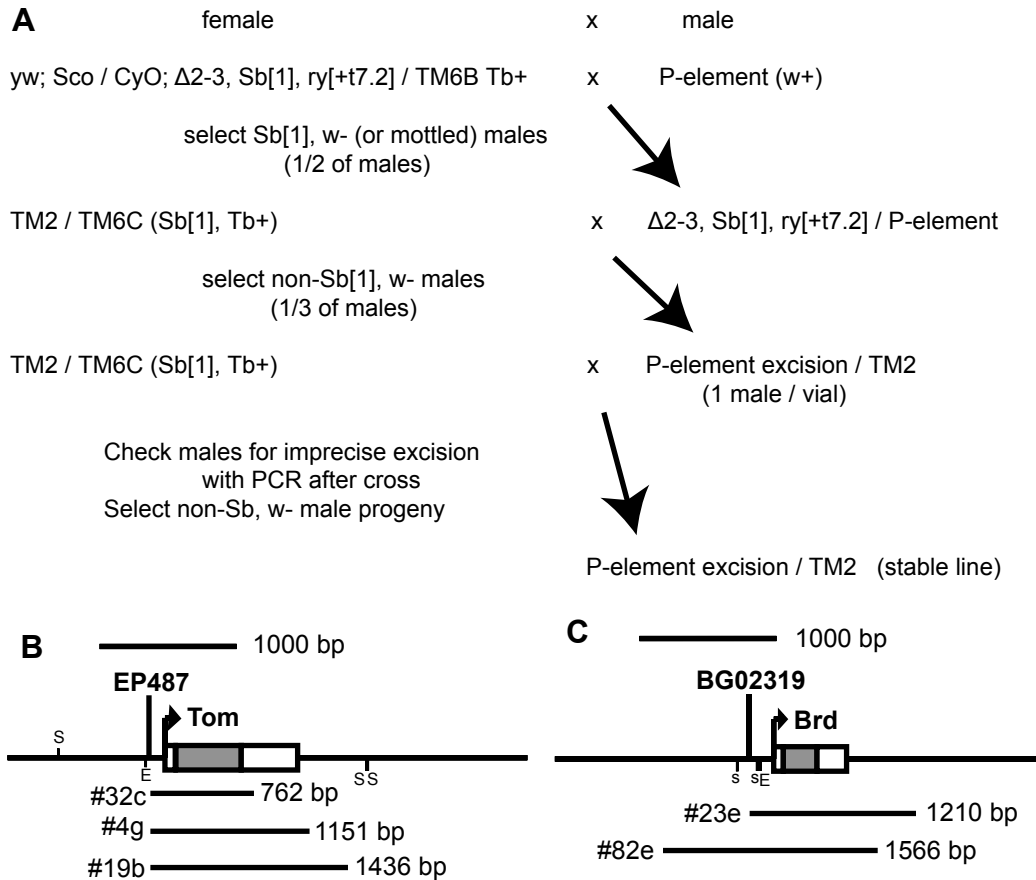 A
female x male
yw; Sco / CyO; Δ2-3, Sb[1], ry[+t7.2] / TM6B Tb+ x P-element (w+)
select Sb[1], w- (or mottled) males
(1/2 of males)
TM2 / TM6C (Sb[1], Tb+) x Δ2-3, Sb[1], ry[+t7.2] / P-element
select non-Sb[1], w- males
(1/3 of males)
TM2 / TM6C (Sb[1], Tb+) x P-element excision / TM2
(1 male / vial)
Check males for imprecise excision
with PCR after cross
Select non-Sb, w- male progeny
P-element excision / TM2 (stable line)
B
1000 bp
EP487
Tom
S
E
SS
#32c 762 bp
#4g 1151 bp
#19b 1436 bp
C
1000 bp
BG02319
Brd
s
sE
#23e 1210 bp
#82e 1566 bp